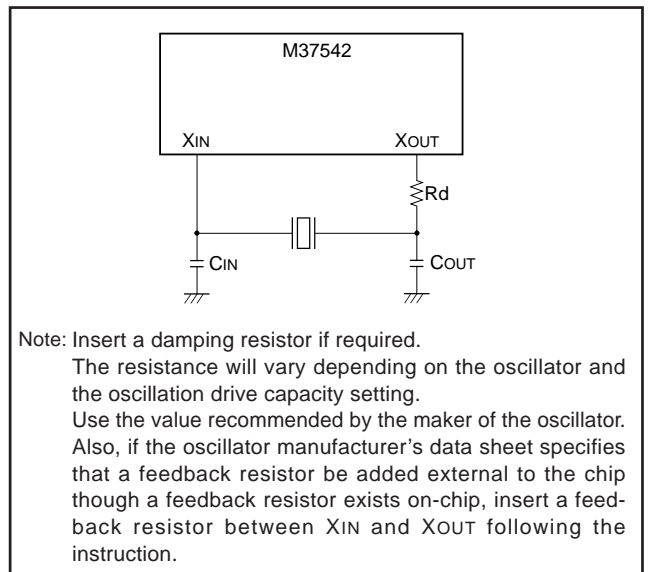 M37542
XIN XOUT
Rd
CIN COUT
Note: Insert a damping resistor if required.
The resistance will vary depending on the oscillator and
the oscillation drive capacity setting.
Use the value recommended by the maker of the oscillator.
Also, if the oscillator manufacturer's data sheet specifies
that a feedback resistor be added external to the chip
though a feedback resistor exists on-chip, insert a feed-
back resistor between XIN and XOUT following the
instruction.